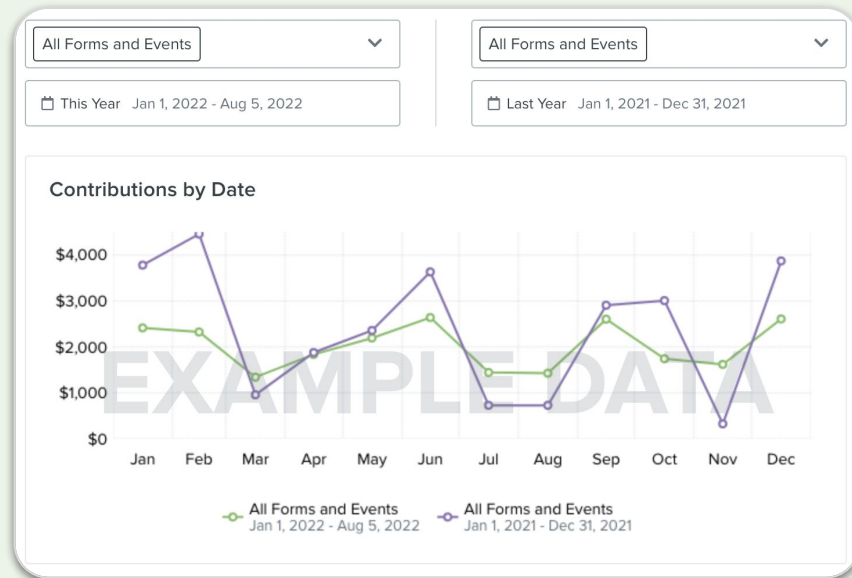 All Forms and Events
All Forms and Events
This Year Jan 1, 2022 - Aug 5, 2022
Last Year Jan 1, 2021 - Dec 31, 2021
Contributions by Date
$4,000
$3,000
$2,000
$1,000
$0
EXAMPLE DATA
Jan Feb Mar Apr May Jun Jul Aug Sep Oct Nov Dec
All Forms and Events
Jan 1, 2022 - Aug 5, 2022
All Forms and Events
Jan 1, 2021 - Dec 31, 2021